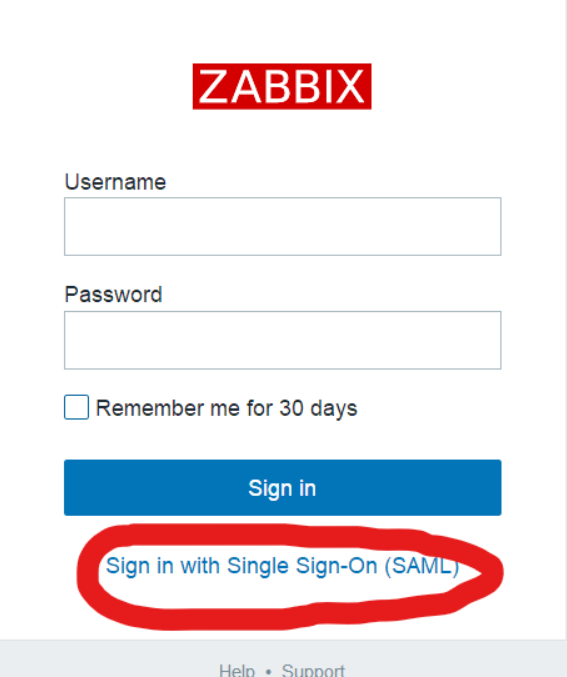 ZABBIX
Username
Password
Remember me for 30 days
Sign in
Sign in with Single Sign-On (SAML)
Help • Support